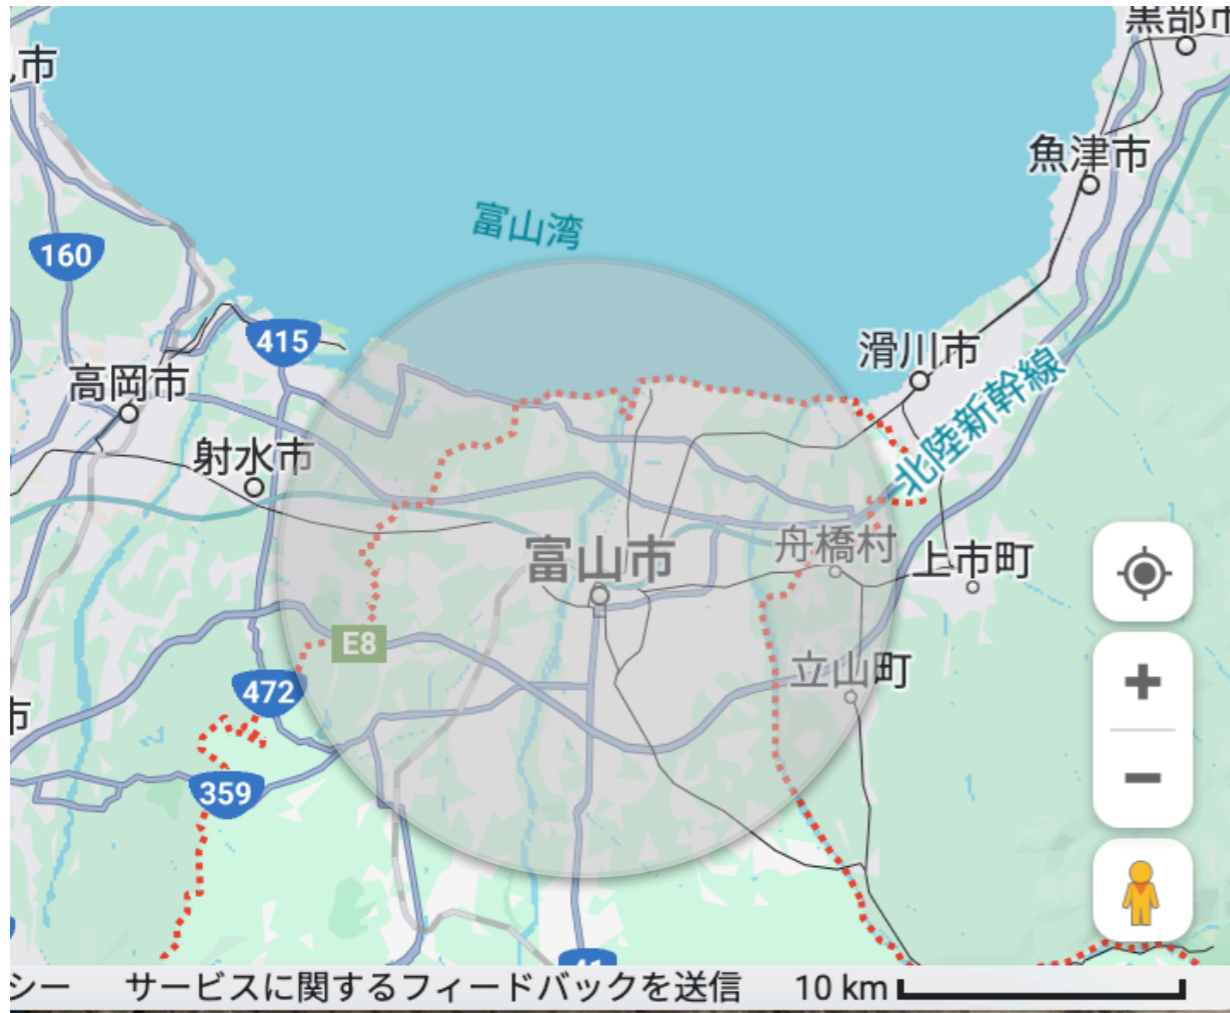 黒部市
市
魚津市
富山湾
160
415
滑川市
高岡市
北陸新幹線
射水市
富山市
舟橋村
上市町
E8
立山町
472
市
359
41
シー
サービスに関するフィードバックを送信
10 km